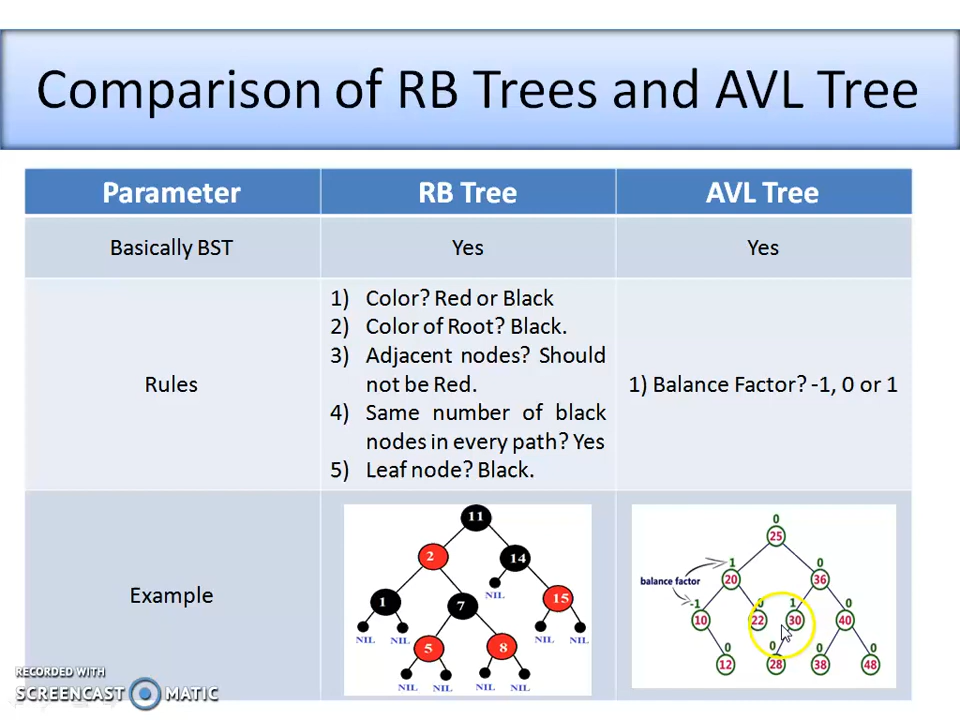 Comparison of RB Trees and AVL Tree
Parameter RB Tree AVL Tree
Basically BST Yes Yes
Rules
1) Color? Red or Black
2) Color of Root? Black.
3) Adjacent nodes? Should
not be Red.
4) Same number of black
nodes in every path? Yes
5) Leaf node? Black.
1) Balance Factor? -1, 0 or 1
Example
11
2 14
NIL
1 7 15
NIL NIL NIL NIL
5 8
NIL NIL NIL NIL
0
25
balance factor
1 0
20 36
-1 0 1 0
10 22 30 40
0 0 0 0
12 28 38 48
RECORDED WITH
SCREENCAST MATIC